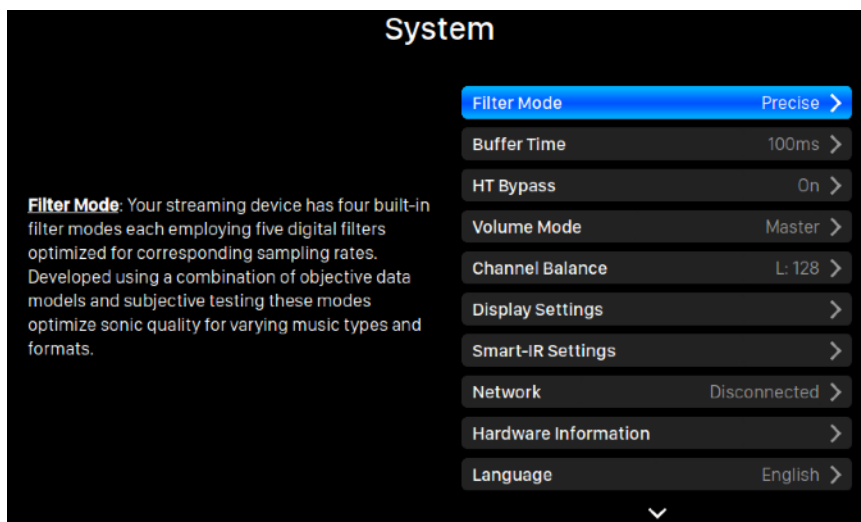 System
Filter Mode: Your streaming device has four built-in
filter modes each employing five digital filters
optimized for corresponding sampling rates.
Developed using a combination of objective data
models and subjective testing these modes
optimize sonic quality for varying music types and
formats.
Filter Mode Precise
Buffer Time 100ms
HT Bypass On
Volume Mode Master
Channel Balance L: 128
Display Settings
Smart-IR Settings
Network Disconnected
Hardware Information
Language English